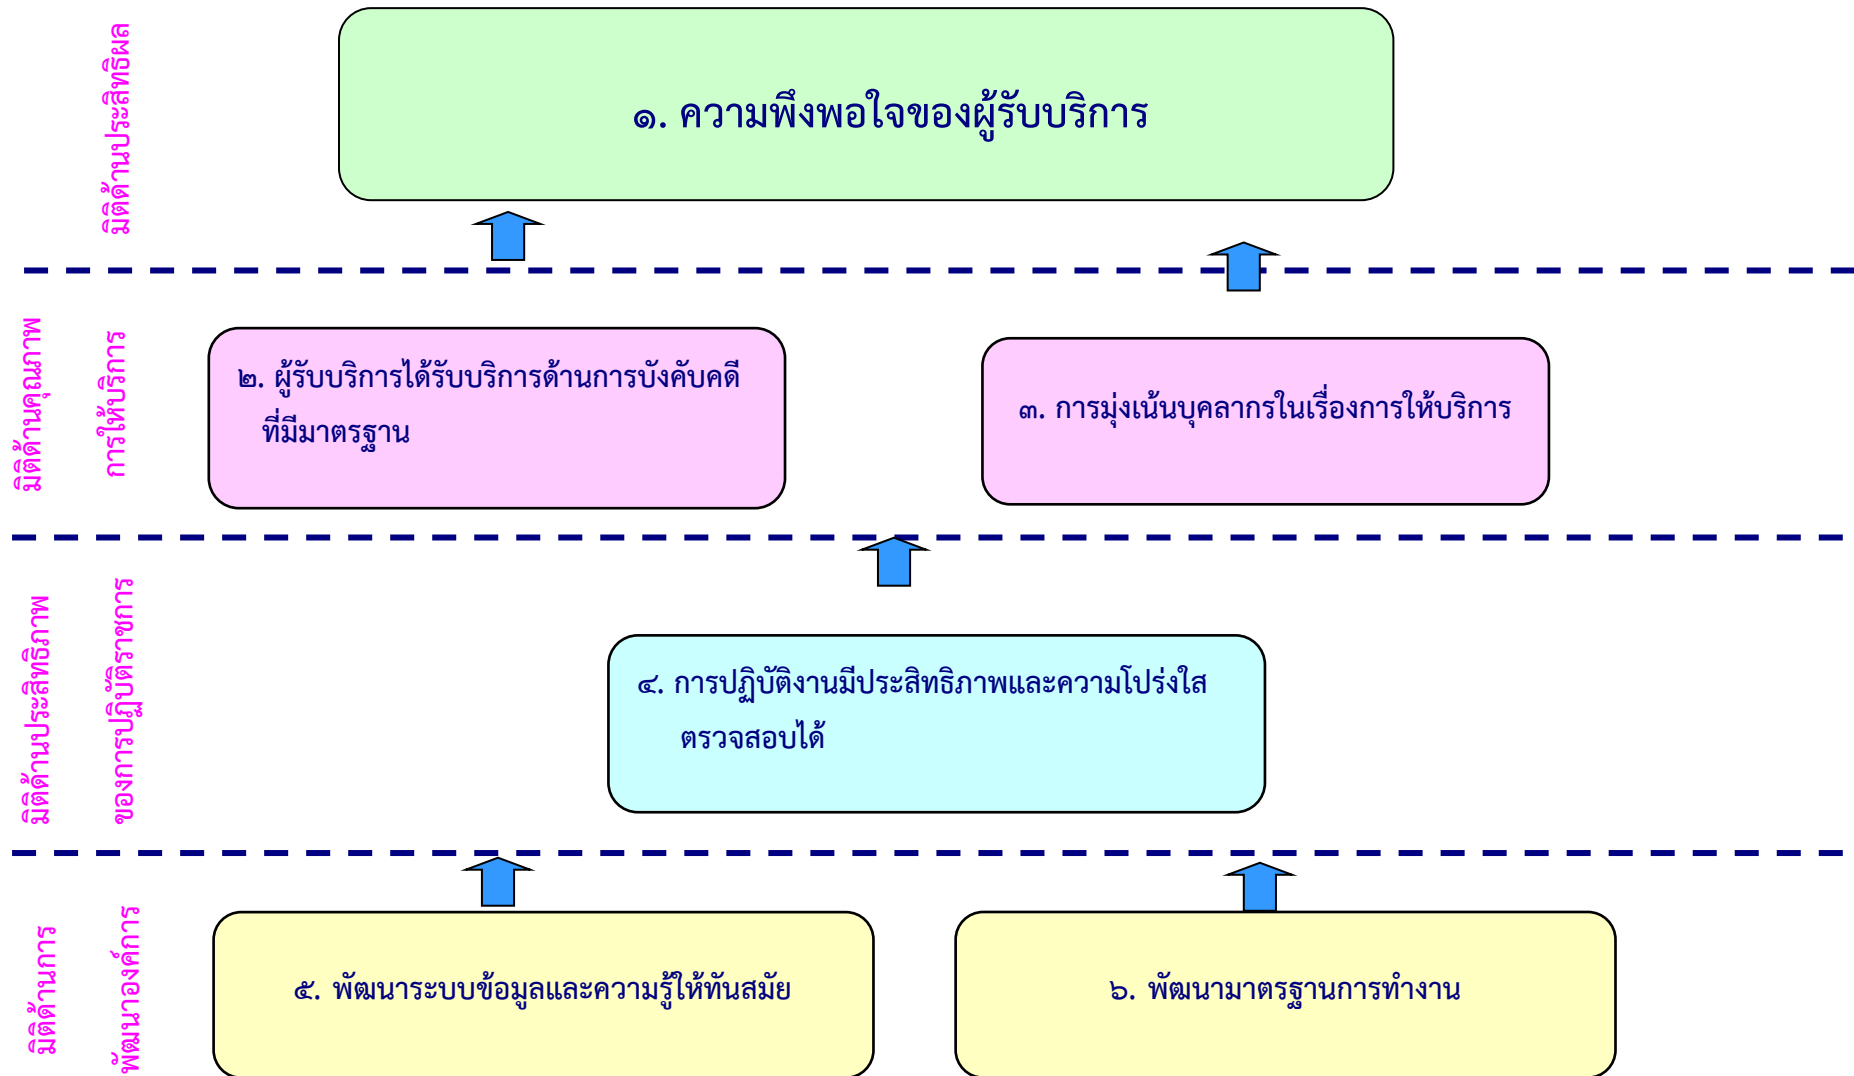 มิติด้านประสิทธิผล
๑. ความพึงพอใจของผู้รับบริการ
มิติด้านคุณภาพ
การให้บริการ
๒. ผู้รับบริการได้รับบริการด้านการบังคับคดี
ที่มีมาตรฐาน
๓. การมุ่งเน้นบุคลากรในเรื่องการให้บริการ
มิติด้านประสิทธิภาพ
ของการปฏิบัติราชการ
๔. การปฏิบัติงานมีประสิทธิภาพและความโปร่งใส
ตรวจสอบได้
มิติด้านการ
พัฒนาองค์การ
๕. พัฒนาระบบข้อมูลและความรู้ให้ทันสมัย
๖. พัฒนามาตรฐานการทำงาน